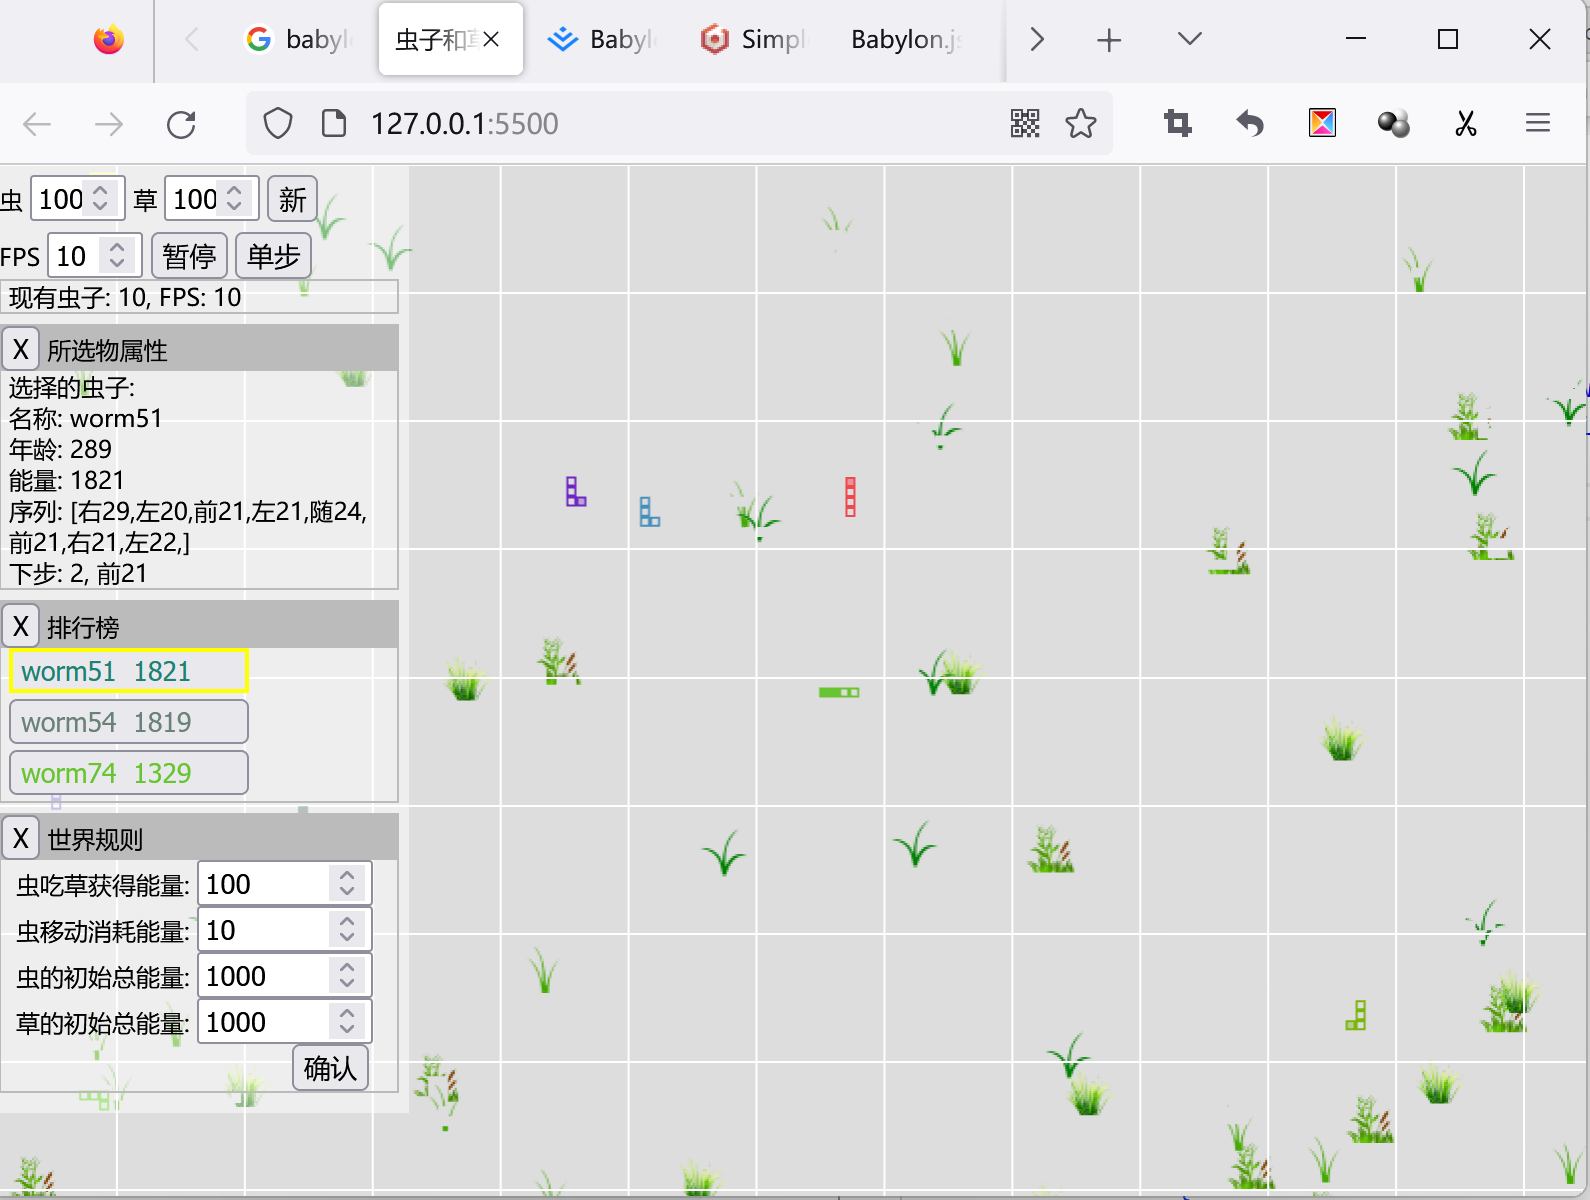 babyl
虫子和草
Babyl
Simpl
Babylon.js
127.0.0.1:5500
虫 100 草 100 新
FPS 10 暂停 单步
现有虫子: 10, FPS: 10
X 所选物属性
选择的虫子:
名称: worm51
年龄: 289
能量: 1821
序列: [右29,左20,前21,左21,随24,
前21,右21,左22,]
下步: 2, 前21
X 排行榜
worm51 1821
worm54 1819
worm74 1329
X 世界规则
虫吃草获得能量: 100
虫移动消耗能量: 10
虫的初始总能量: 1000
草的初始总能量: 1000
确认